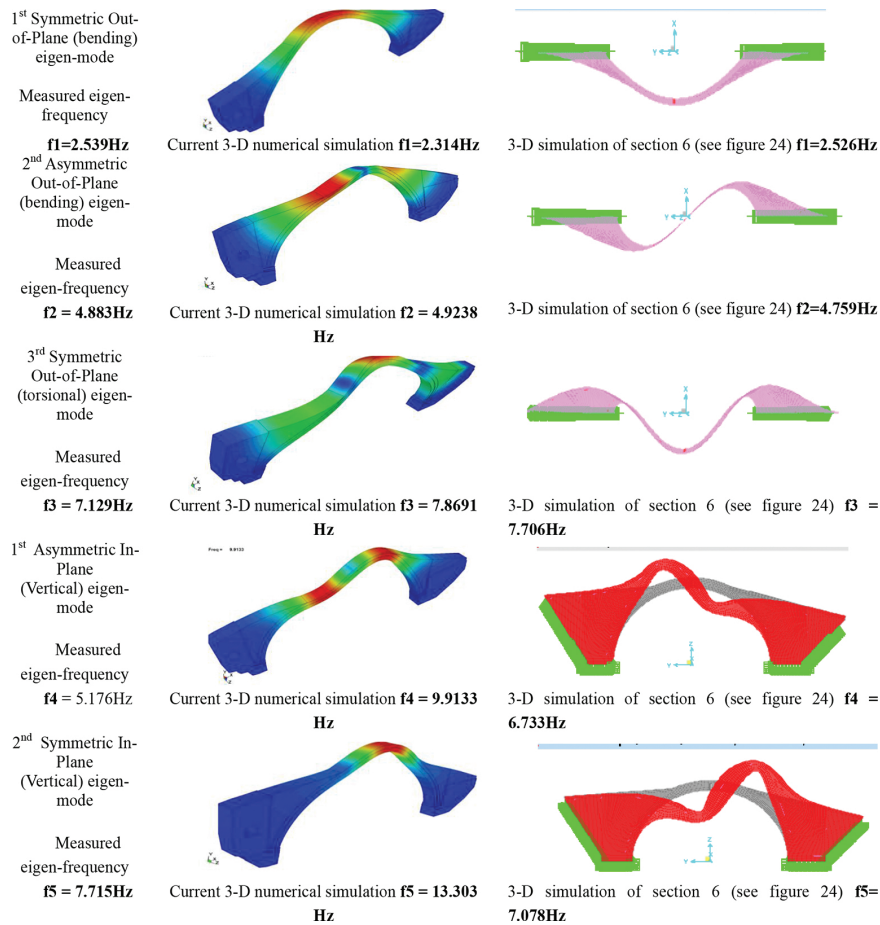 1st Symmetric Out-
of-Plane (bending)
eigen-mode
Measured eigen-
frequency
f1=2.539Hz
Current 3-D numerical simulation f1=2.314Hz
3-D simulation of section 6 (see figure 24) f1=2.526Hz
2nd Asymmetric
Out-of-Plane
(bending) eigen-
mode
Measured
eigen-frequency
f2 = 4.883Hz
Current 3-D numerical simulation f2 = 4.9238
Hz
3-D simulation of section 6 (see figure 24) f2=4.759Hz
3rd Symmetric
Out-of-Plane
(torsional) eigen-
mode
Measured
eigen-frequency
f3 = 7.129Hz
Current 3-D numerical simulation f3 = 7.8691
Hz
3-D simulation of section 6 (see figure 24) f3 =
7.706Hz
1st Asymmetric In-
Plane
(Vertical) eigen-
mode
Measured
eigen-frequency
f4 = 5.176Hz
Freq = 9.9133
Current 3-D numerical simulation f4 = 9.9133
Hz
3-D simulation of section 6 (see figure 24) f4 =
6.733Hz
2nd Symmetric In-
Plane
(Vertical) eigen-
mode
Measured
eigen-frequency
f5 = 7.715Hz
Current 3-D numerical simulation f5 = 13.303
Hz
3-D simulation of section 6 (see figure 24) f5=
7.078Hz
X
Y
Z
X
Y
Z
X
Y
Z
Z
Y
Z
Y